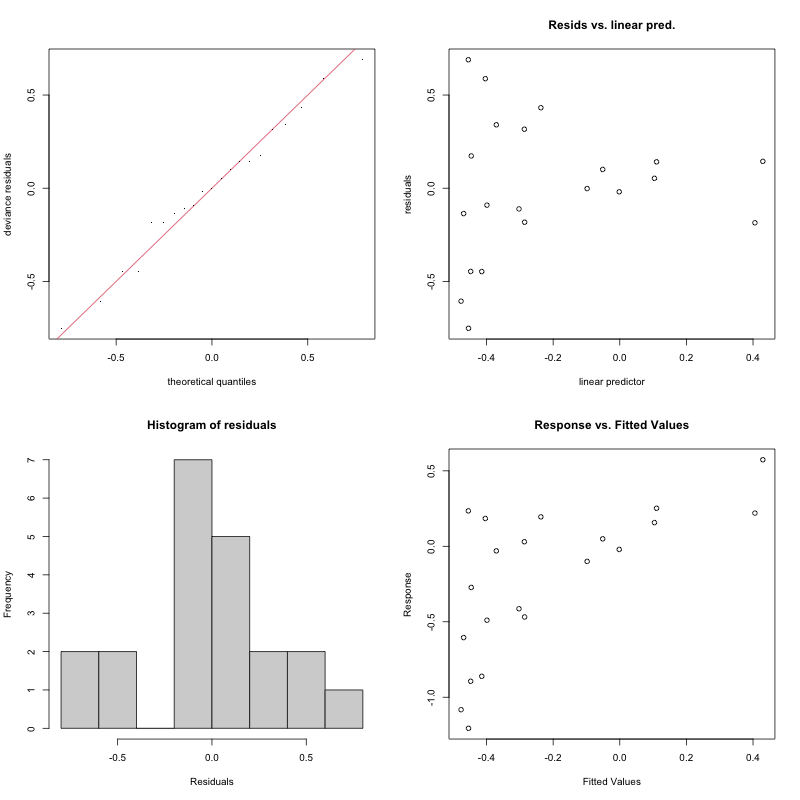 deviance residuals
0.5
0.0
-0.5
-0.5 0.0 0.5
theoretical quantiles
Resids vs. linear pred.
residuals
0.5
0.0
-0.5
-0.4 -0.2 0.0 0.2 0.4
linear predictor
Histogram of residuals
Frequency
7
6
5
4
3
2
1
0
-0.5 0.0 0.5
Residuals
Response vs. Fitted Values
Response
0.5
0.0
-0.5
-1.0
-0.4 -0.2 0.0 0.2 0.4
Fitted Values